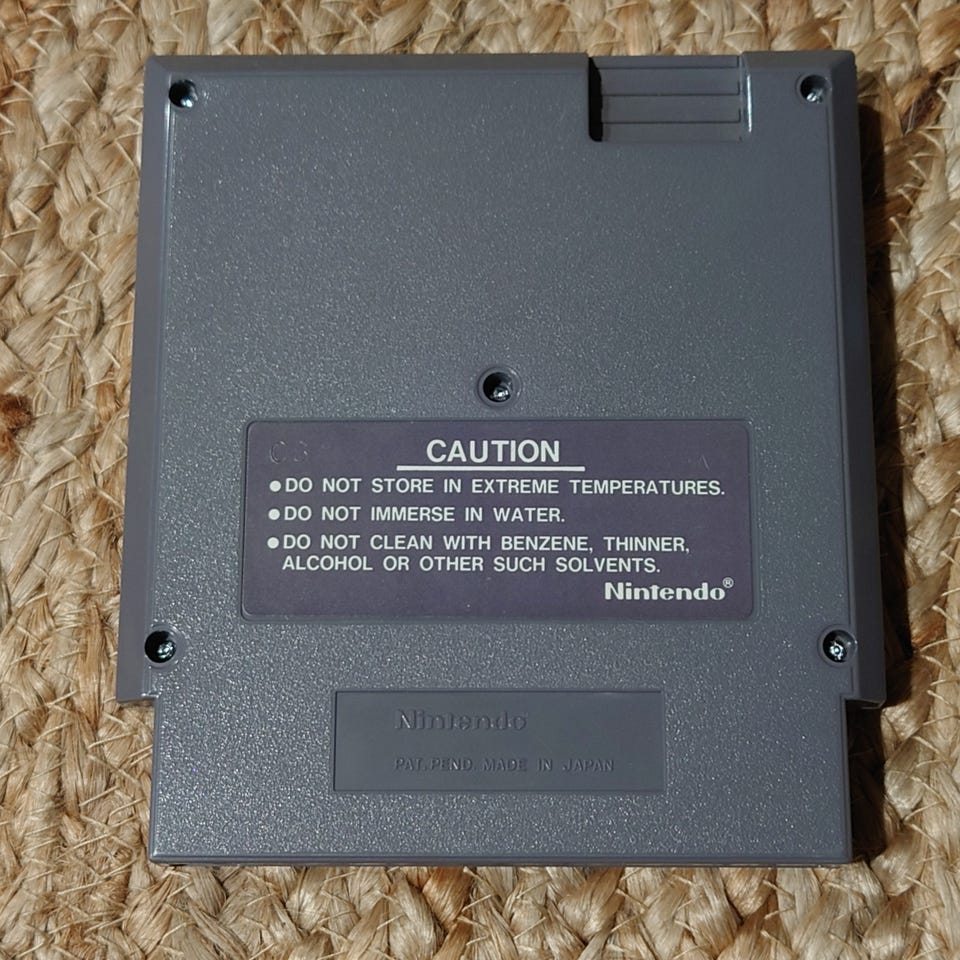 03
CAUTION
●DO NOT STORE IN EXTREME TEMPERATURES.
●DO NOT IMMERSE IN WATER.
●DO NOT CLEAN WITH BENZENE, THINNER,
ALCOHOL OR OTHER SUCH SOLVENTS.
Nintendo®
Nintendo
PAT. PEND. MADE IN JAPAN